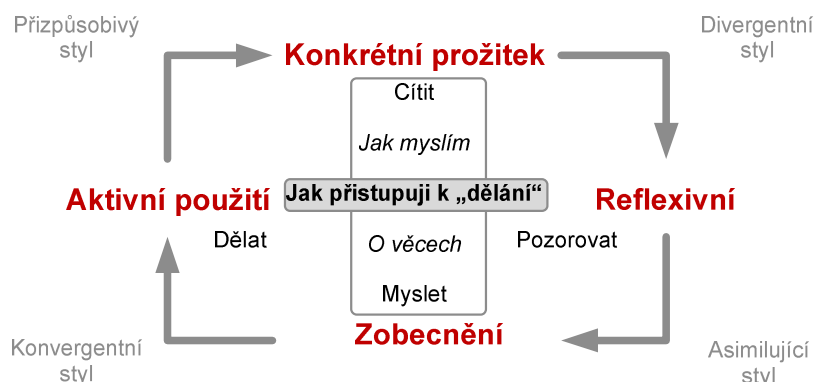 Přizpůsobivý
styl
Divergentní
styl
Konkrétní prožitek
Cítit
Jak myslím
Aktivní použití
Jak přistupuji k „dělání“
Reflexivní
Dělat
O věcech
Pozorovat
Myslet
Zobecnění
Konvergentní
styl
Asimilující
styl